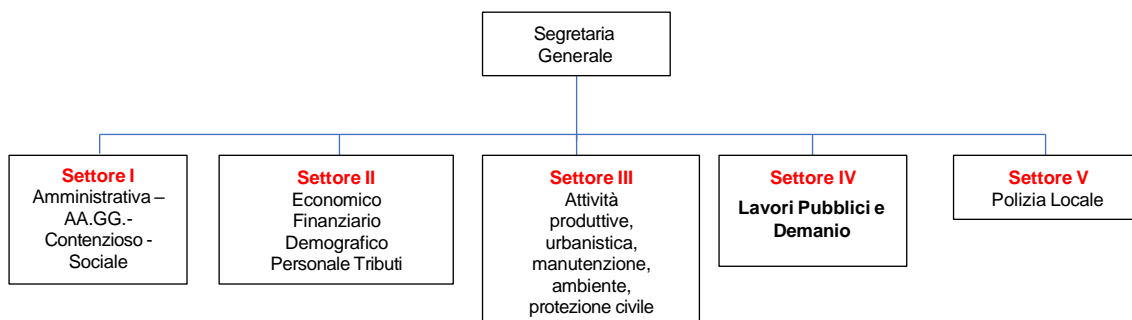 Segretaria
Generale
Settore I
Amministrativa –
AA.GG.-
Contenzioso -
Sociale
Settore II
Economico
Finanziario
Demografico
Personale Tributi
Settore III
Attività
produttive,
urbanistica,
manutenzione,
ambiente,
protezione civile
Settore IV
Lavori Pubblici e
Demanio
Settore V
Polizia Locale